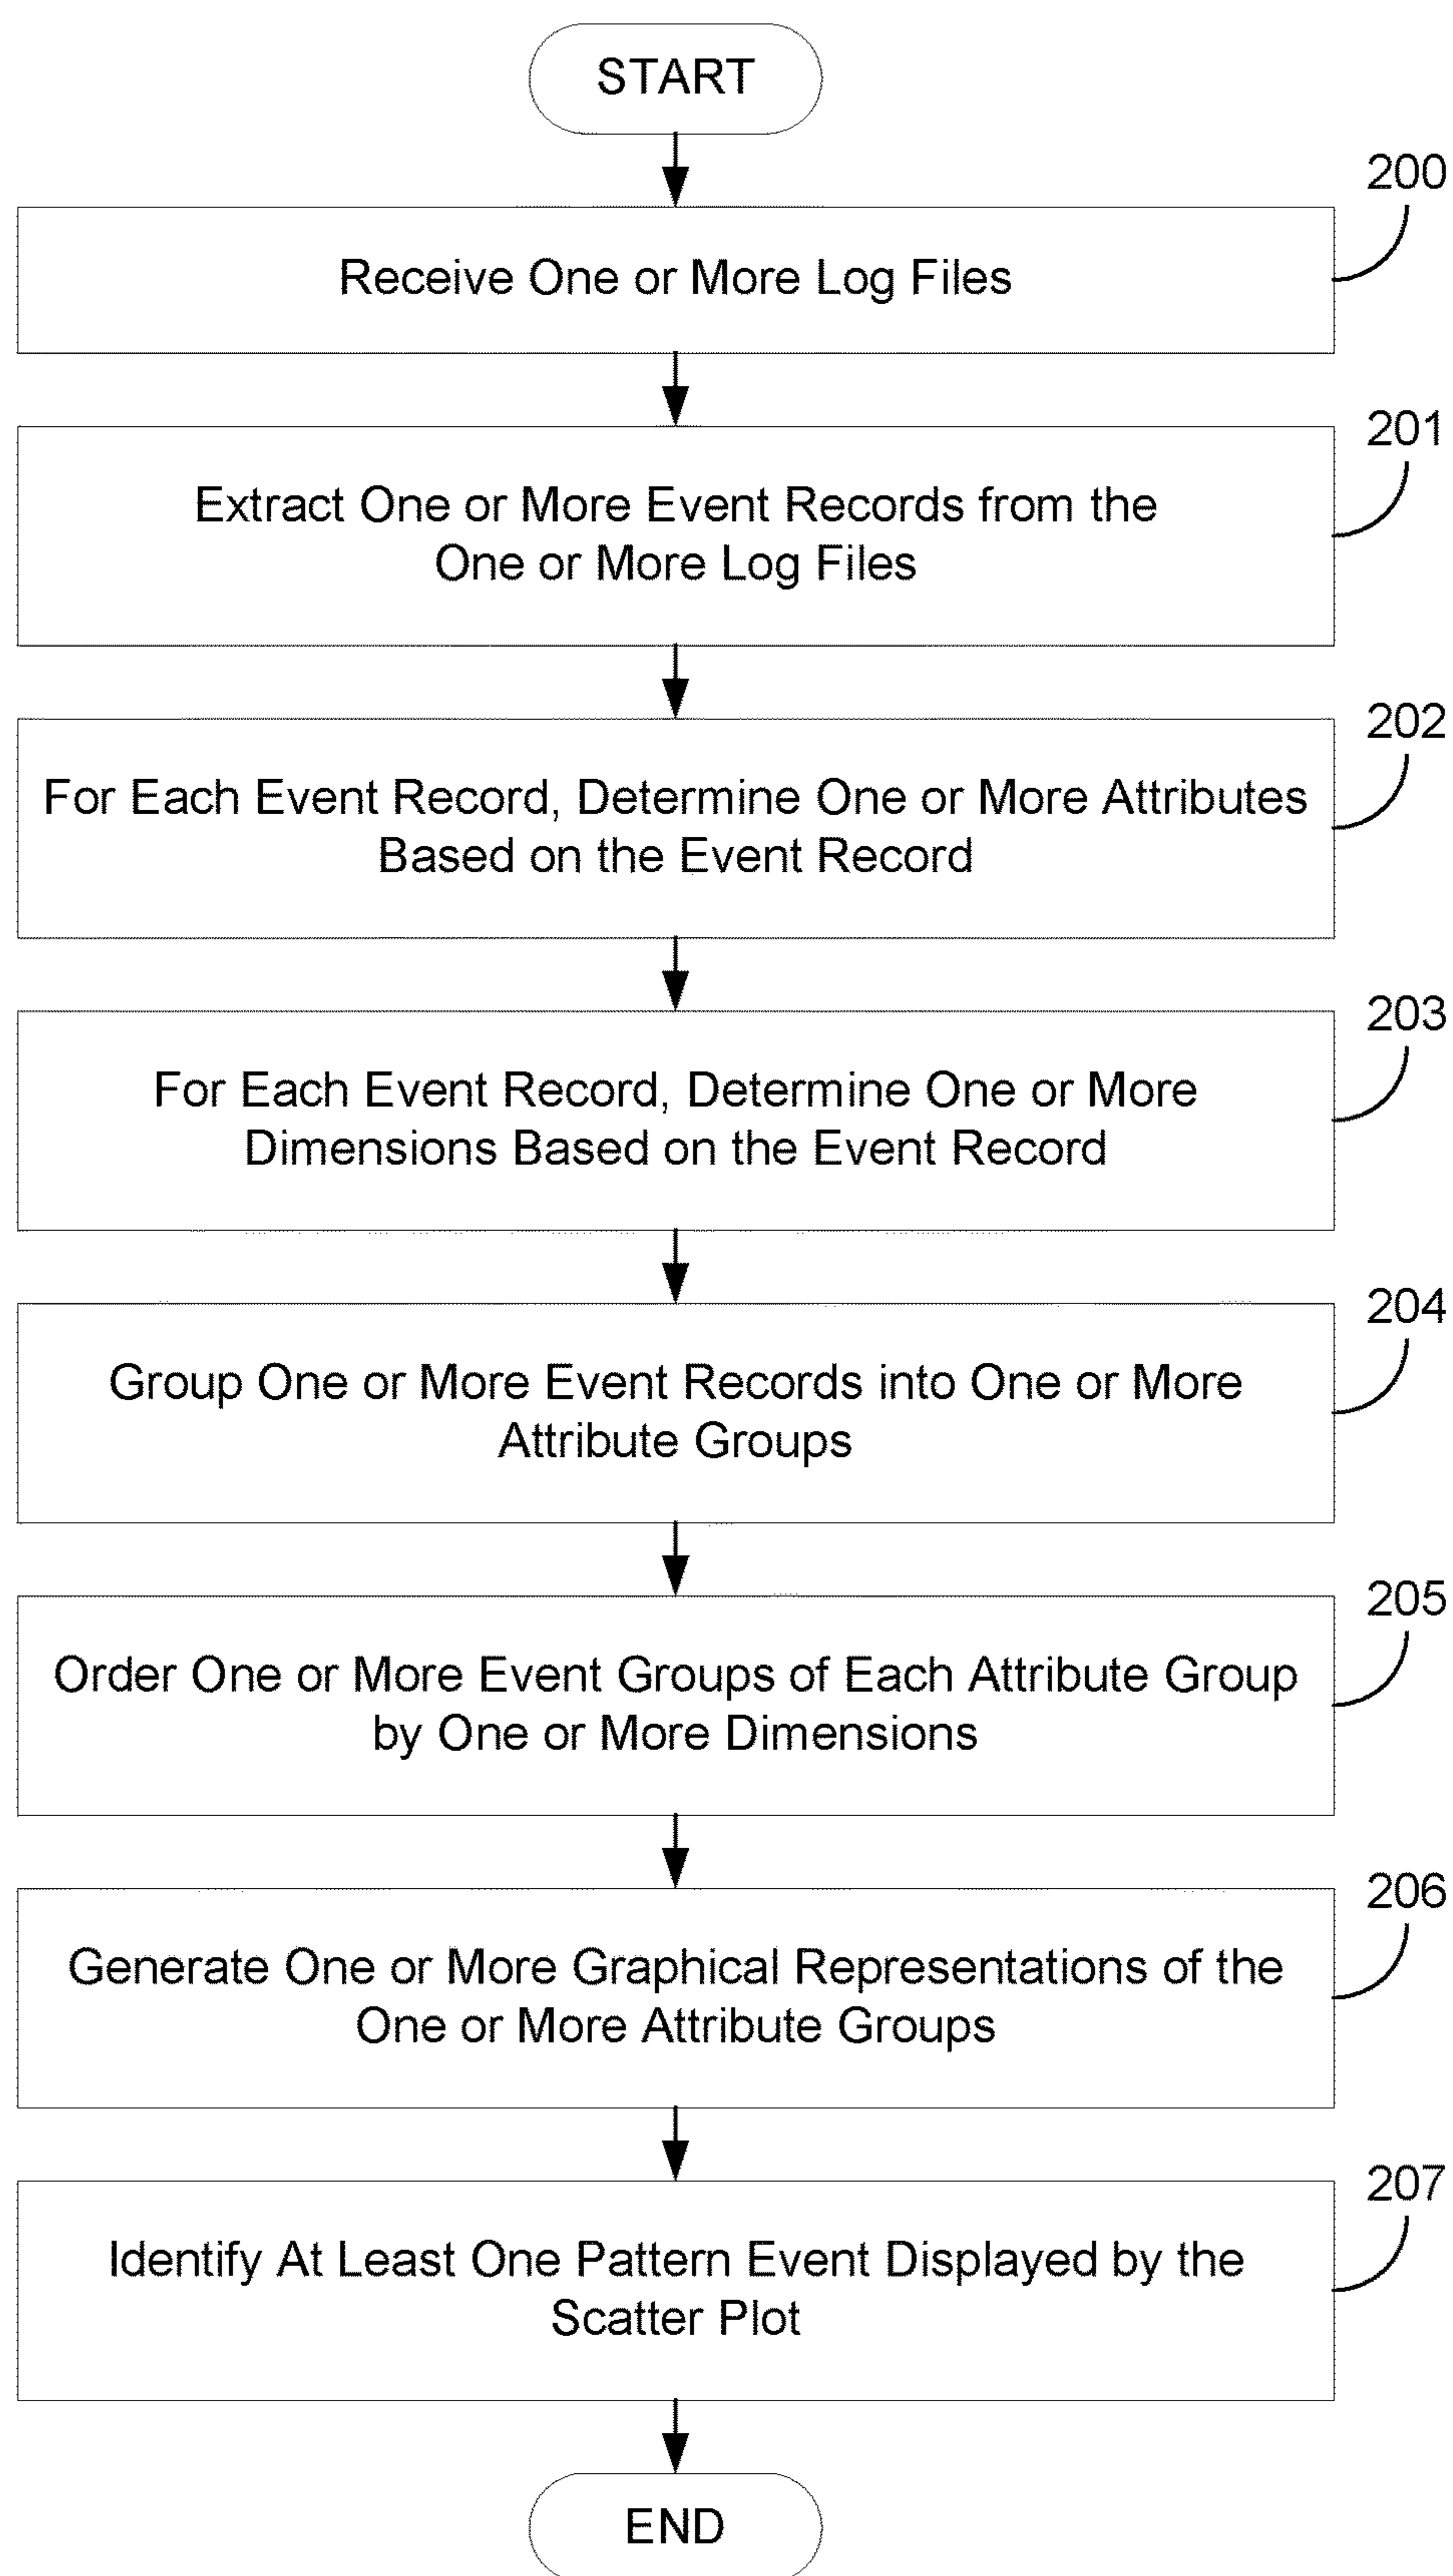 START
200
Receive One or More Log Files
201
Extract One or More Event Records from the
One or More Log Files
202
For Each Event Record, Determine One or More Attributes
Based on the Event Record
203
For Each Event Record, Determine One or More
Dimensions Based on the Event Record
204
Group One or More Event Records into One or More
Attribute Groups
205
Order One or More Event Groups of Each Attribute Group
by One or More Dimensions
206
Generate One or More Graphical Representations of the
One or More Attribute Groups
207
Identify At Least One Pattern Event Displayed by the
Scatter Plot
END